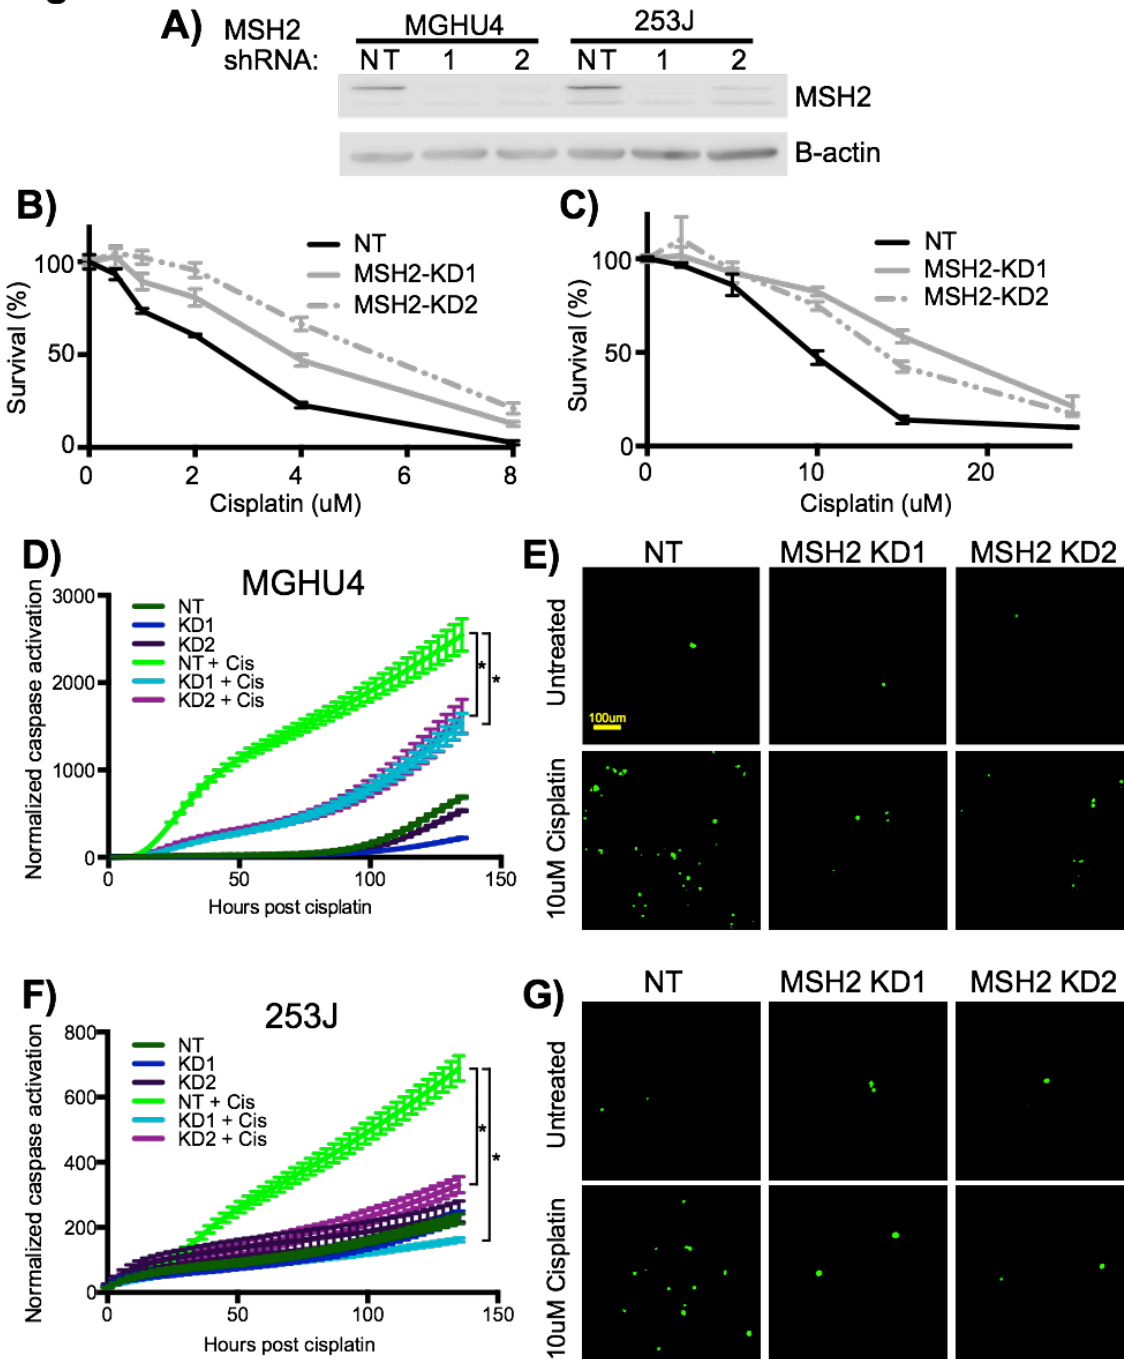 A)
MSH2
shRNA:
MGHU4
253J
NT 1 2 NT 1 2
MSH2
B-actin
B)
Survival (%)
100
50
0
0 2 4 6 8
Cisplatin (uM)
NT
MSH2-KD1
MSH2-KD2
C)
Survival (%)
100
50
0
0 10 20
Cisplatin (uM)
NT
MSH2-KD1
MSH2-KD2
D)
MGHU4
Normalized caspase activation
3000
2000
1000
0
0 50 100 150
Hours post cisplatin
NT
KD1
KD2
NT + Cis
KD1 + Cis
KD2 + Cis
*
*
E)
NT MSH2 KD1 MSH2 KD2
Untreated
100um
10uM Cisplatin
F)
253J
Normalized caspase activation
800
600
400
200
0
0 50 100 150
Hours post cisplatin
NT
KD1
KD2
NT + Cis
KD1 + Cis
KD2 + Cis
*
*
G)
NT MSH2 KD1 MSH2 KD2
Untreated
10uM Cisplatin